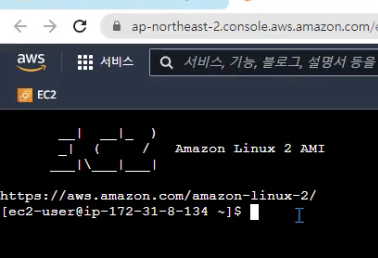 ap-northeast-2.console.aws.amazon.com/e
aws
서비스
서비스, 기능, 블로그, 설명서 등을
EC2
__|  __|_  )
_|  (     /   Amazon Linux 2 AMI
___|\___|___|
https://aws.amazon.com/amazon-linux-2/
[ec2-user@ip-172-31-8-134 ~]$